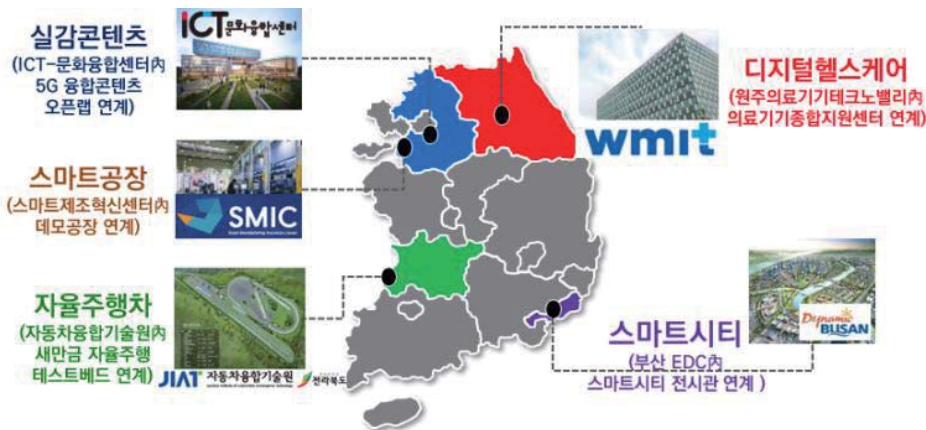 실감콘텐츠
(ICT-문화융합센터內
5G 융합콘텐츠
오픈랩 연계)
ICT 문화융합센터
스마트공장
(스마트제조혁신센터內
데모공장 연계)
SMIC
자율주행차
(자동차융합기술원內
새만금 자율주행
테스트베드 연계)
JIAT 자동차융합기술원 전라북도
wmit
디지털헬스케어
(원주의료기기테크노밸리內
의료기기종합지원센터 연계)
Dynamic
BUSAN
스마트시티
(부산 EDC內
스마트시티 전시관 연계 )